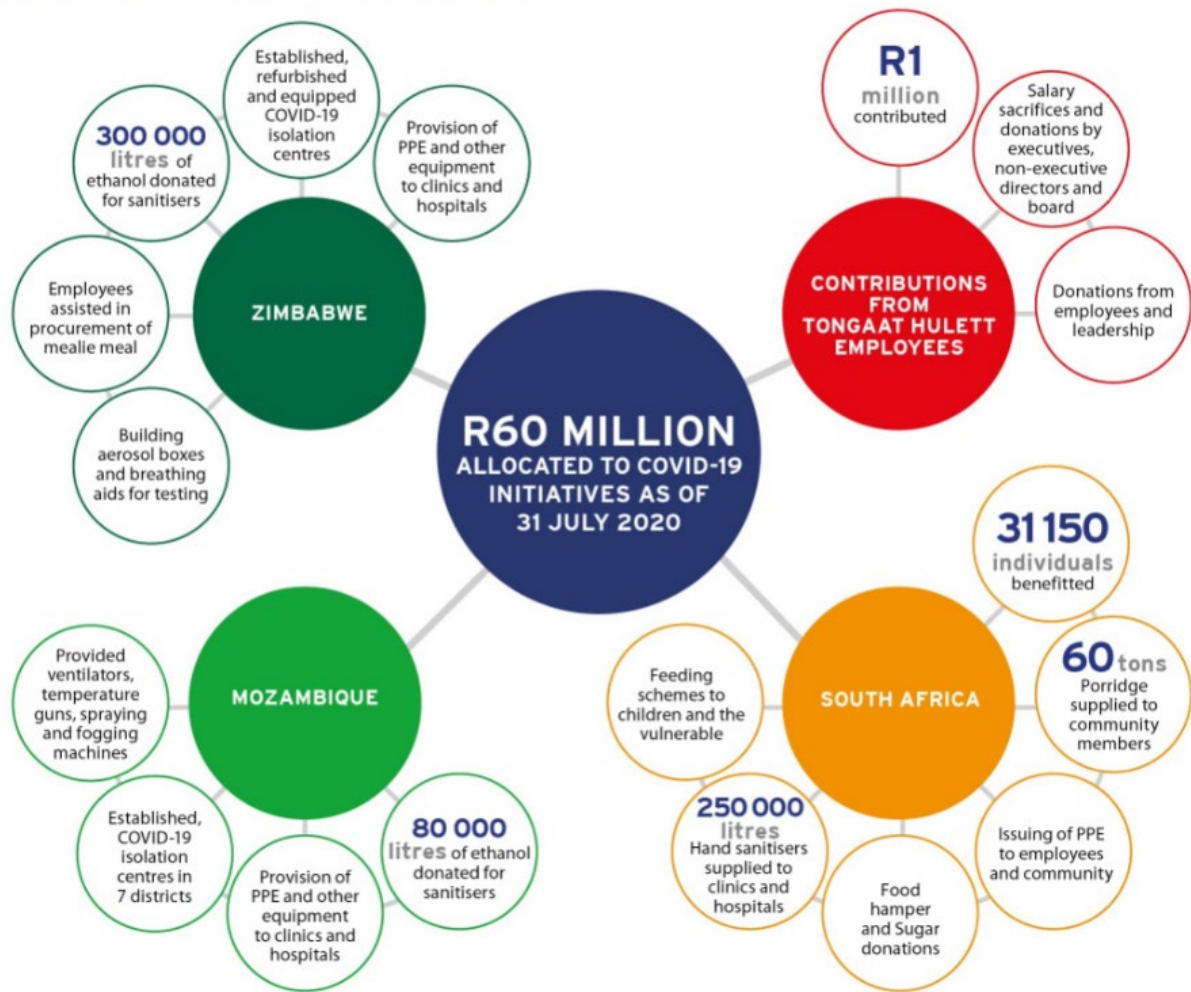 Established,
refurbished
and equipped
COVID-19
isolation
centres
300 000
litres of
ethanol donated
for sanitisers
Provision of
PPE and other
equipment
to clinics and
hospitals
Employees
assisted in
procurement of
mealie meal
Building
aerosol boxes
and breathing
aids for testing
ZIMBABWE
R1
million
contributed
Salary
sacrifices and
donations by
executives,
non-executive
directors and
board
Donations from
employees and
leadership
CONTRIBUTIONS
FROM
TONGAAT HULETT
EMPLOYEES
R60 MILLION
ALLOCATED TO COVID-19
INITIATIVES AS OF
31 JULY 2020
MOZAMBIQUE
Provided
ventilators,
temperature
guns, spraying
and fogging
machines
Established,
COVID-19
isolation
centres in
7 districts
Provision of
PPE and other
equipment
to clinics and
hospitals
80 000
litres of ethanol
donated for
sanitisers
SOUTH AFRICA
31 150
individuals
benefitted
60 tons
Porridge
supplied to
community
members
Issuing of PPE
to employees
and community
Food
hamper
and Sugar
donations
250 000
litres
Hand sanitisers
supplied to
clinics and
hospitals
Feeding
schemes to
children and the
vulnerable